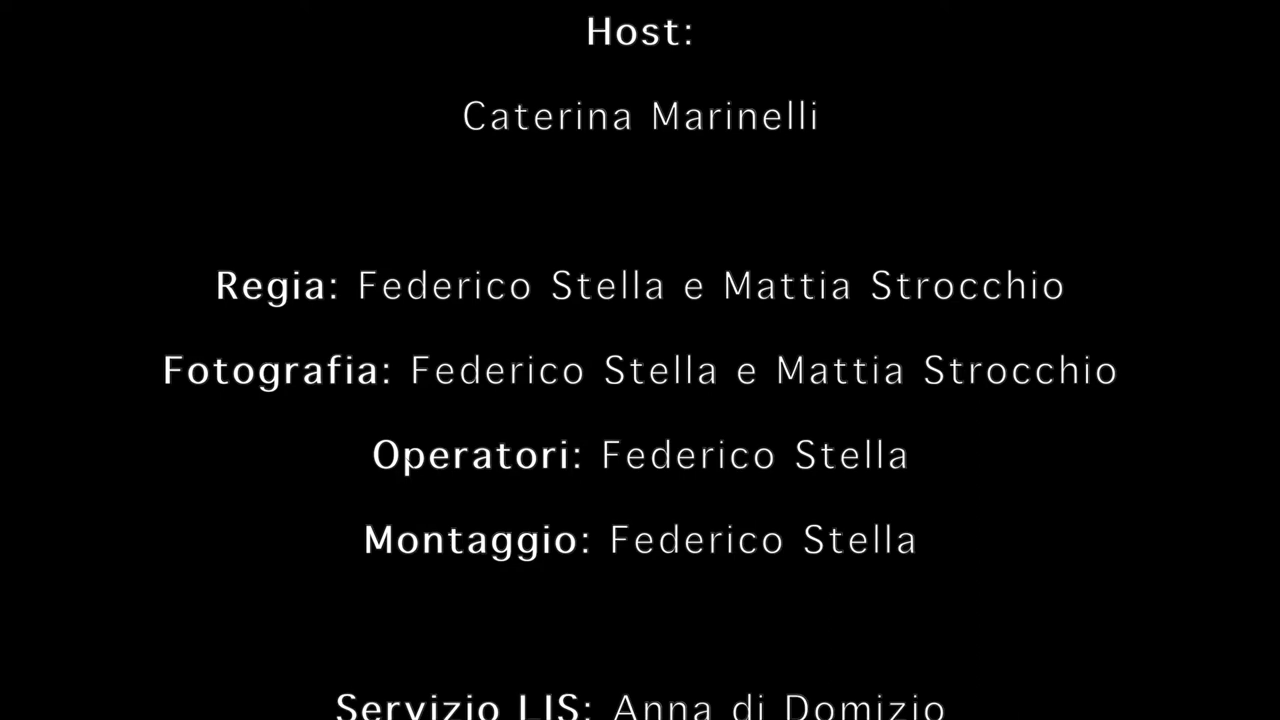 Host:
Caterina Marinelli
Regia: Federico Stella e Mattia Strocchio
Fotografia: Federico Stella e Mattia Strocchio
Operatori: Federico Stella
Montaggio: Federico Stella
Servizio LIS: Anna di Domizio